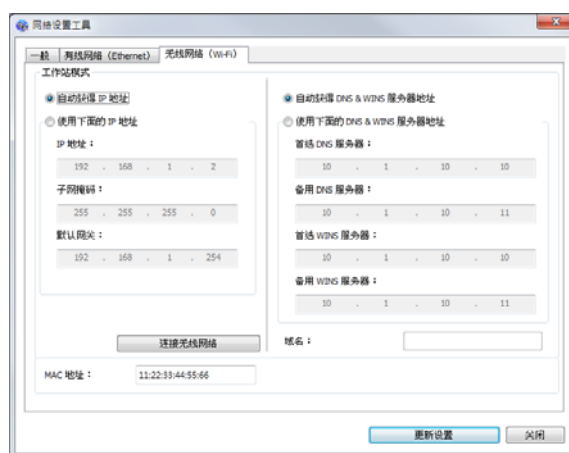 网络设置工具
一般 有线网络 (Ethernet) 无线网络 (Wi-Fi)
工作站模式
自动获得 IP 地址
使用下面的 IP 地址
IP 地址:
192 . 168 . 1 . 2
子网掩码:
255 . 255 . 255 . 0
默认网关:
192 . 168 . 1 . 254
连接无线网络
自动获得 DNS & WINS 服务器地址
使用下面的 DNS & WINS 服务器地址
首选 DNS 服务器:
10 . 1 . 10 . 10
备用 DNS 服务器:
10 . 1 . 10 . 11
首选 WINS 服务器:
10 . 1 . 10 . 10
备用 WINS 服务器:
10 . 1 . 10 . 11
域名:
MAC 地址: 11:22:33:44:55:66
更新设置 关闭